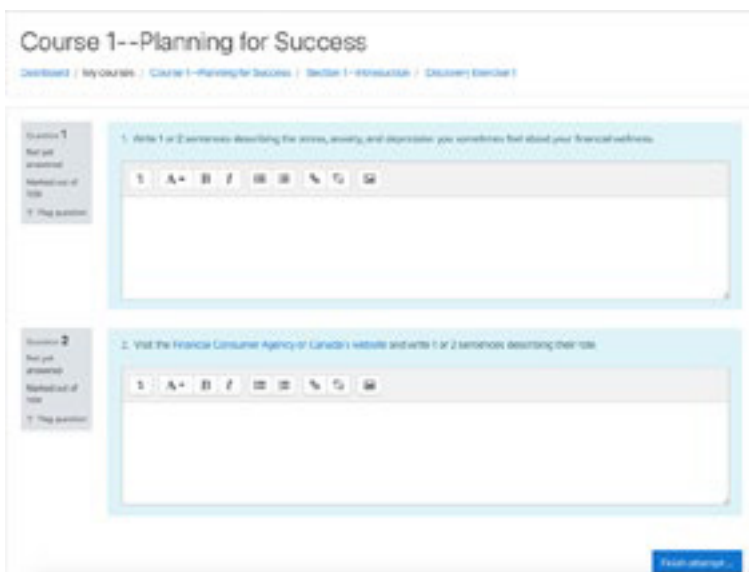 Course 1--Planning for Success
Dashboard / My courses / Course 1--Planning for Success / Section 1 - Introduction / Discovery Exercise 1
Question 1
Not yet
answered
Marked out of
1. Write 1 or 2 sentences describing the stress, anxiety, and depression you sometimes feel about your financial wellness.
Flag question
Question 2
Not yet
answered
Marked out of
2. Visit the Financial Consumer Agency of Canada's website and write 1 or 2 sentences describing their role.
Flag question
Finish attempt ...